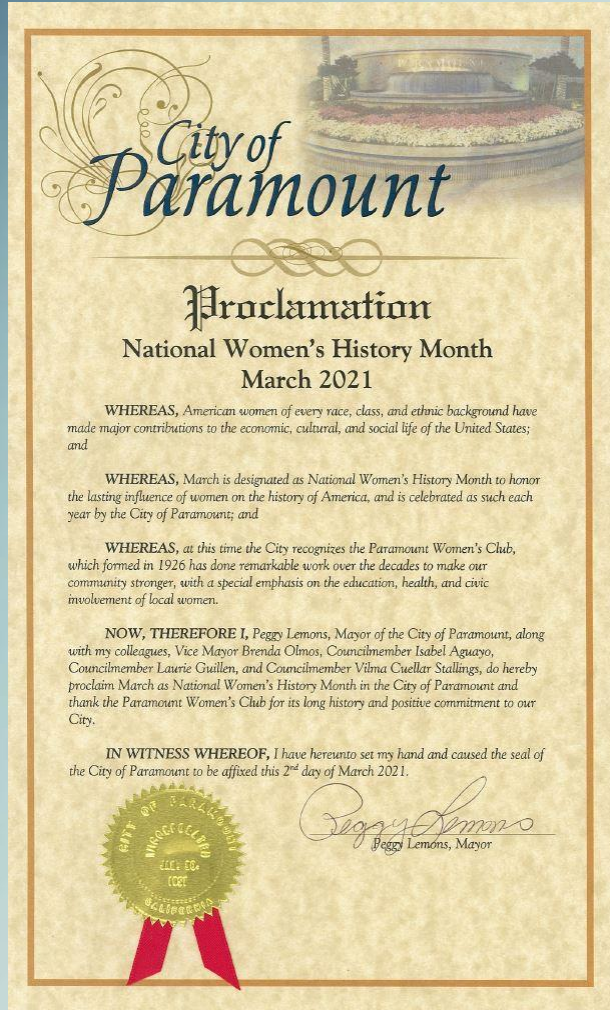 City of
Paramount
Proclamation
National Women's History Month
March 2021
WHEREAS, American women of every race, class, and ethnic background have
made major contributions to the economic, cultural, and social life of the United States;
and
WHEREAS, March is designated as National Women's History Month to honor
the lasting influence of women on the history of America, and is celebrated as such each
year by the City of Paramount; and
WHEREAS, at this time the City recognizes the Paramount Women's Club,
which formed in 1926 has done remarkable work over the decades to make our
community stronger, with a special emphasis on the education, health, and civic
involvement of local women.
NOW, THEREFORE I, Peggy Lemons, Mayor of the City of Paramount, along
with my colleagues, Vice Mayor Brenda Olmos, Councilmember Isabel Aguayo,
Councilmember Laurie Guillen, and Councilmember Vilma Cuellar Stallings, do hereby
proclaim March as National Women's History Month in the City of Paramount and
thank the Paramount Women's Club for its long history and positive commitment to our
City.
IN WITNESS WHEREOF, I have hereunto set my hand and caused the seal of
the City of Paramount to be affixed this 2nd day of March 2021.
Peggy Lemons
Peggy Lemons, Mayor
CITY OF PARAMOUNT
CALIFORNIA